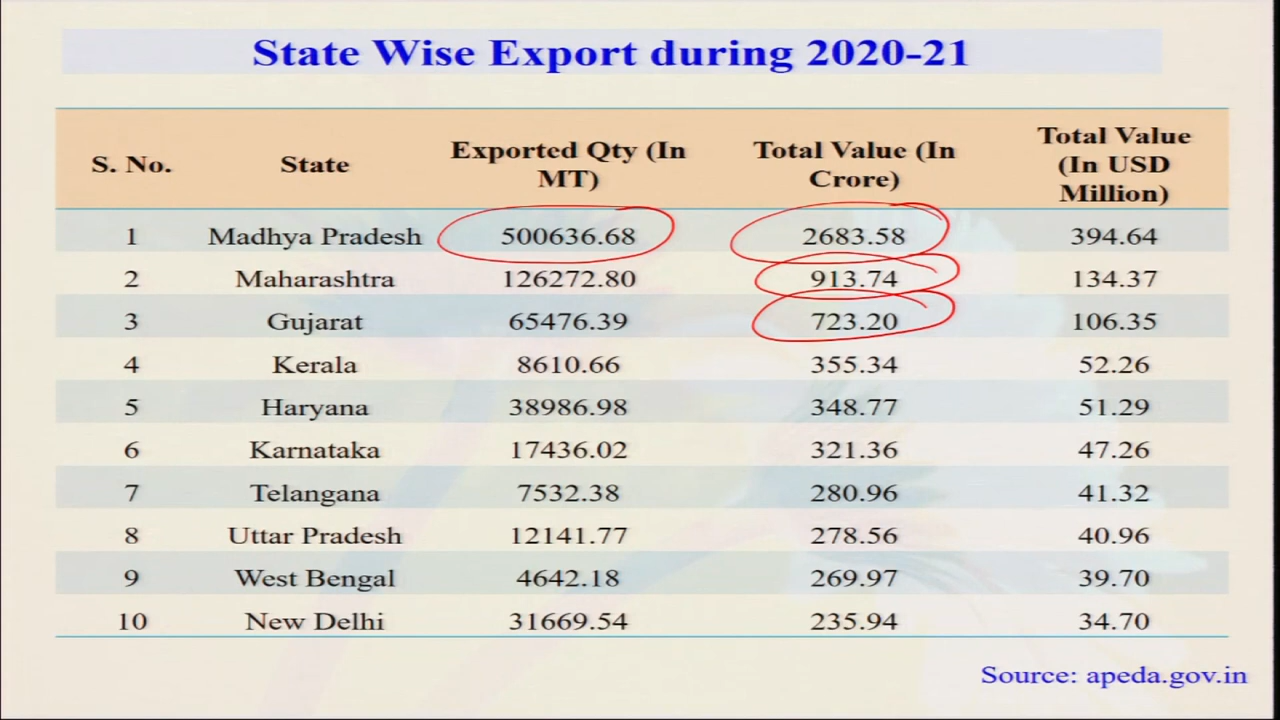 State Wise Export during 2020-21
S. No. State Exported Qty (In MT) Total Value (In Crore) Total Value (In USD Million)
1 Madhya Pradesh 500636.68 2683.58 394.64
2 Maharashtra 126272.80 913.74 134.37
3 Gujarat 65476.39 723.20 106.35
4 Kerala 8610.66 355.34 52.26
5 Haryana 38986.98 348.77 51.29
6 Karnataka 17436.02 321.36 47.26
7 Telangana 7532.38 280.96 41.32
8 Uttar Pradesh 12141.77 278.56 40.96
9 West Bengal 4642.18 269.97 39.70
10 New Delhi 31669.54 235.94 34.70
Source: apeda.gov.in